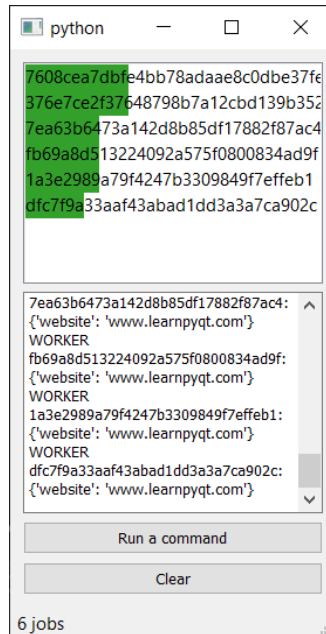 python
7608cea7dbfe4bb78adaae8c0dbe37fe
376e7ce2f37648798b7a12cbd139b352
7ea63b6473a142d8b85df17882f87ac4
fb69a8d513224092a575f0800834ad9f
1a3e2989a79f4247b3309849f7effeb1
dfc7f9a33aaf43abad1dd3a3a7ca902c
7ea63b6473a142d8b85df17882f87ac4:
{'website': 'www.learnpyqt.com'}
WORKER
fb69a8d513224092a575f0800834ad9f:
{'website': 'www.learnpyqt.com'}
WORKER
1a3e2989a79f4247b3309849f7effeb1:
{'website': 'www.learnpyqt.com'}
WORKER
dfc7f9a33aaf43abad1dd3a3a7ca902c:
{'website': 'www.learnpyqt.com'}
Run a command
Clear
6 jobs